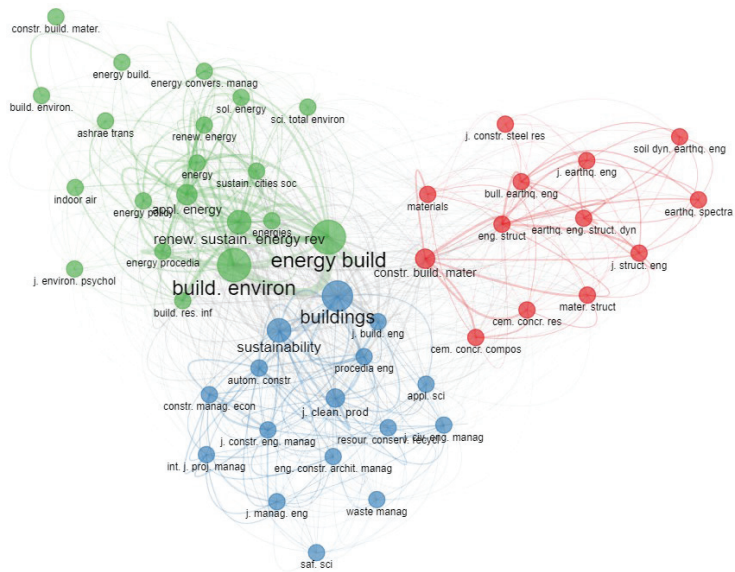 constr. build. mater.
energy build.
energy convers. manag
build. environ.
sol. energy
sci. total environ
ashrae trans
renew. energy
j. constr. steel res
soil dyn. earthq. eng
energy
sustain. cities soc
j. earthq. eng
bull. earthq. eng
indoor air
energy policy
appl. energy
materials
earthq. spectra
energies
renew. sustain. energy rev
eng. struct
earthq. eng. struct. dyn
energy procedia
energy build
j. struct. eng
j. environ. psychol
build. environ
constr. build. mater
build. res. inf
buildings
mater. struct
cem. concr. res
j. build. eng
sustainability
cem. concr. compos
procedia eng
autom. constr
appl. sci
constr. manag. econ
j. clean. prod
j. constr. eng. manag
resour. conserv. recycl
j. civ. eng. manag
int. j. proj. manag
eng. constr. archit. manag
j. manag. eng
waste manag
saf. sci